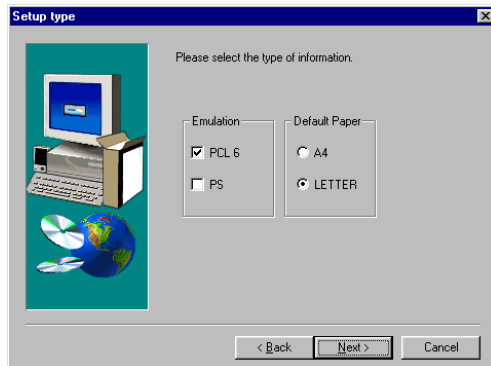 Setup type
Please select the type of information.
Emulation
PCL 6
PS
Default Paper
A4
LETTER
< Back
Next >
Cancel